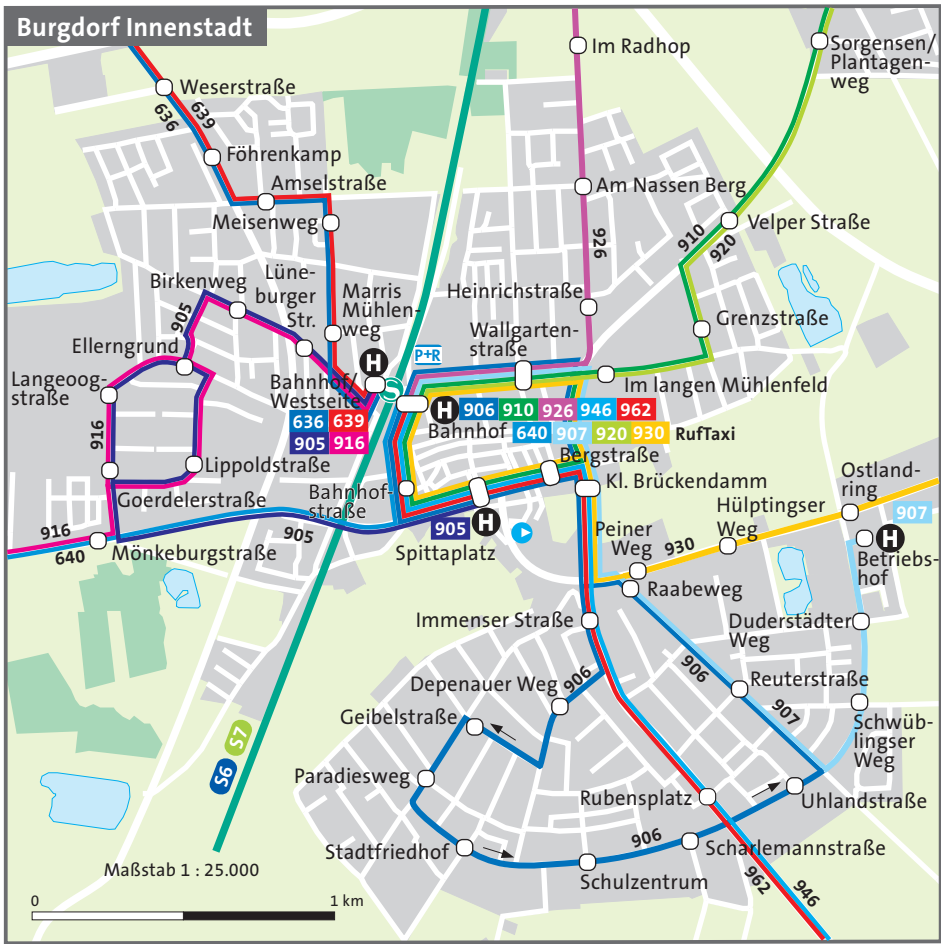 Burgdorf Innenstadt
Im Radhop
Sorgensen/
Plantagen-
weg
Weserstraße
639
636
Föhrenkamp
Amselstraße
Meisenweg
Am Nassen Berg
Velper Straße
910
920
926
Birkenweg
Lüne-
burger
Str.
Marris
Mühlen-
weg
Heinrichstraße
905
Ellerngrund
Wallgarten-
straße
Grenzstraße
P+R
H
Langeoog-
straße
Bahnhof/
Westseite
S
Im langen Mühlenfeld
636 639
905 916
H 906 910 926 946 962
Bahnhof 640 907 920 930 RufTaxi
916
Lippoldstraße
Bergstraße
Goerdelerstraße
Bahnhof-
straße
Kl. Brückendamm
Ostland-
ring
Hülptingser
Weg
907
905 H
Spittaplatz
916
640
Mönkeburgstraße
905
Peiner
Weg
930
H
Betriebs-
hof
Raabeweg
Immenser Straße
Duderstädter
Weg
906
Reuterstraße
907
Depenauer Weg
906
Geibelstraße
Schwüb-
lingser
Weg
S7
S6
Paradiesweg
Rubensplatz
Uhlandstraße
906
Stadtfriedhof
Scharlemannstraße
Schulzentrum
962
946
Maßstab 1 : 25.000
0
1 km